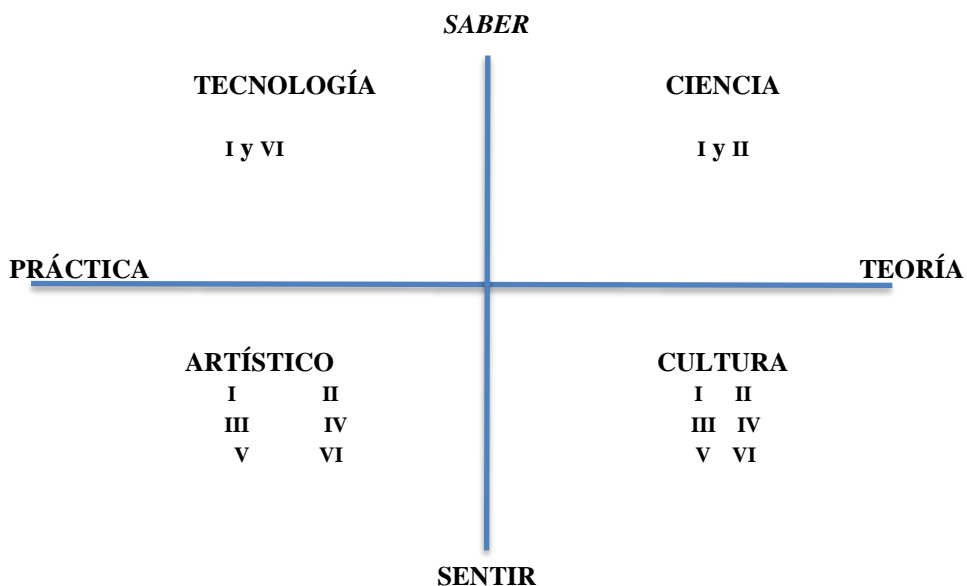 SABER
TECNOLOGÍA CIENCIA
I y VI I y II
PRÁCTICA TEORÍA
ARTÍSTICO CULTURA
I II I II
III IV III IV
V VI V VI
SENTIR